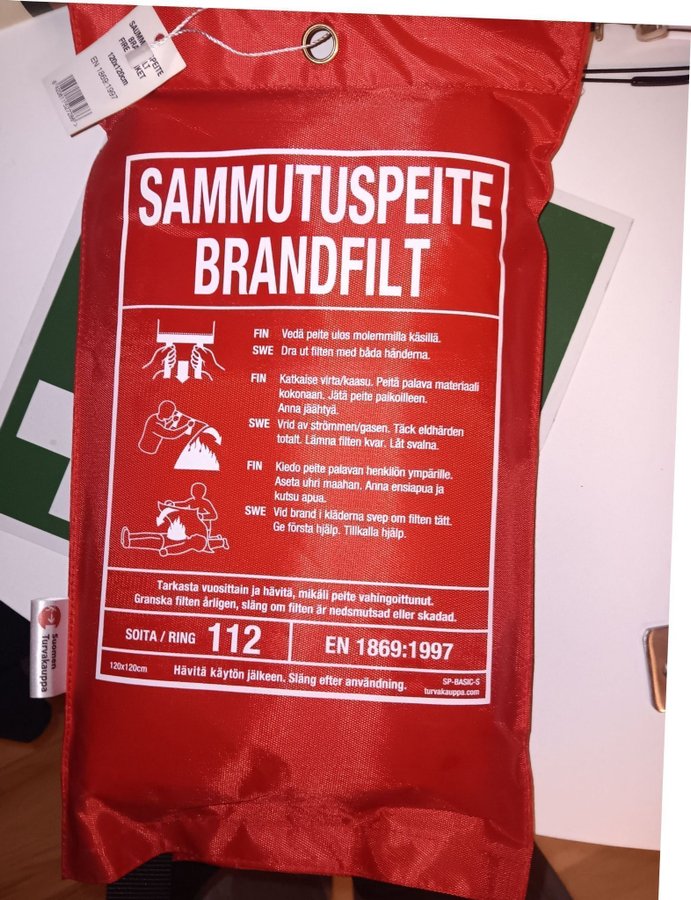 120x120cm
EN 1869:1997
SAMMUTUSPEITE
BRANDFILT
FIN Vedä peite ulos molemmilla käsillä.
SWE Dra ut filten med båda händerna.
FIN Katkaise virta/kaasu. Peitä palava materiaali
kokonaan. Jätä peite paikoilleen.
Anna jäähtyä.
SWE Vrid av strömmen/gasen. Täck eldhärden
totalt. Lämna filten kvar. Låt svalna.
FIN Kiedo peite palavan henkilön ympärille.
Aseta uhri maahan. Anna ensiapua ja
kutsu apua.
SWE Vid brand i kläderna svep om filten tätt.
Ge första hjälp. Tillkalla hjälp.
Tarkasta vuosittain ja hävitä, mikäli peite vahingoittunut.
Granska filten årligen, släng om filten är nedsmutsad eller skadad.
SOITA / RING 112
EN 1869:1997
120x120cm
Hävitä käytön jälkeen. Släng efter användning.
SP-BASIC-S
turvakauppa.com
Suomen
Turvakauppa